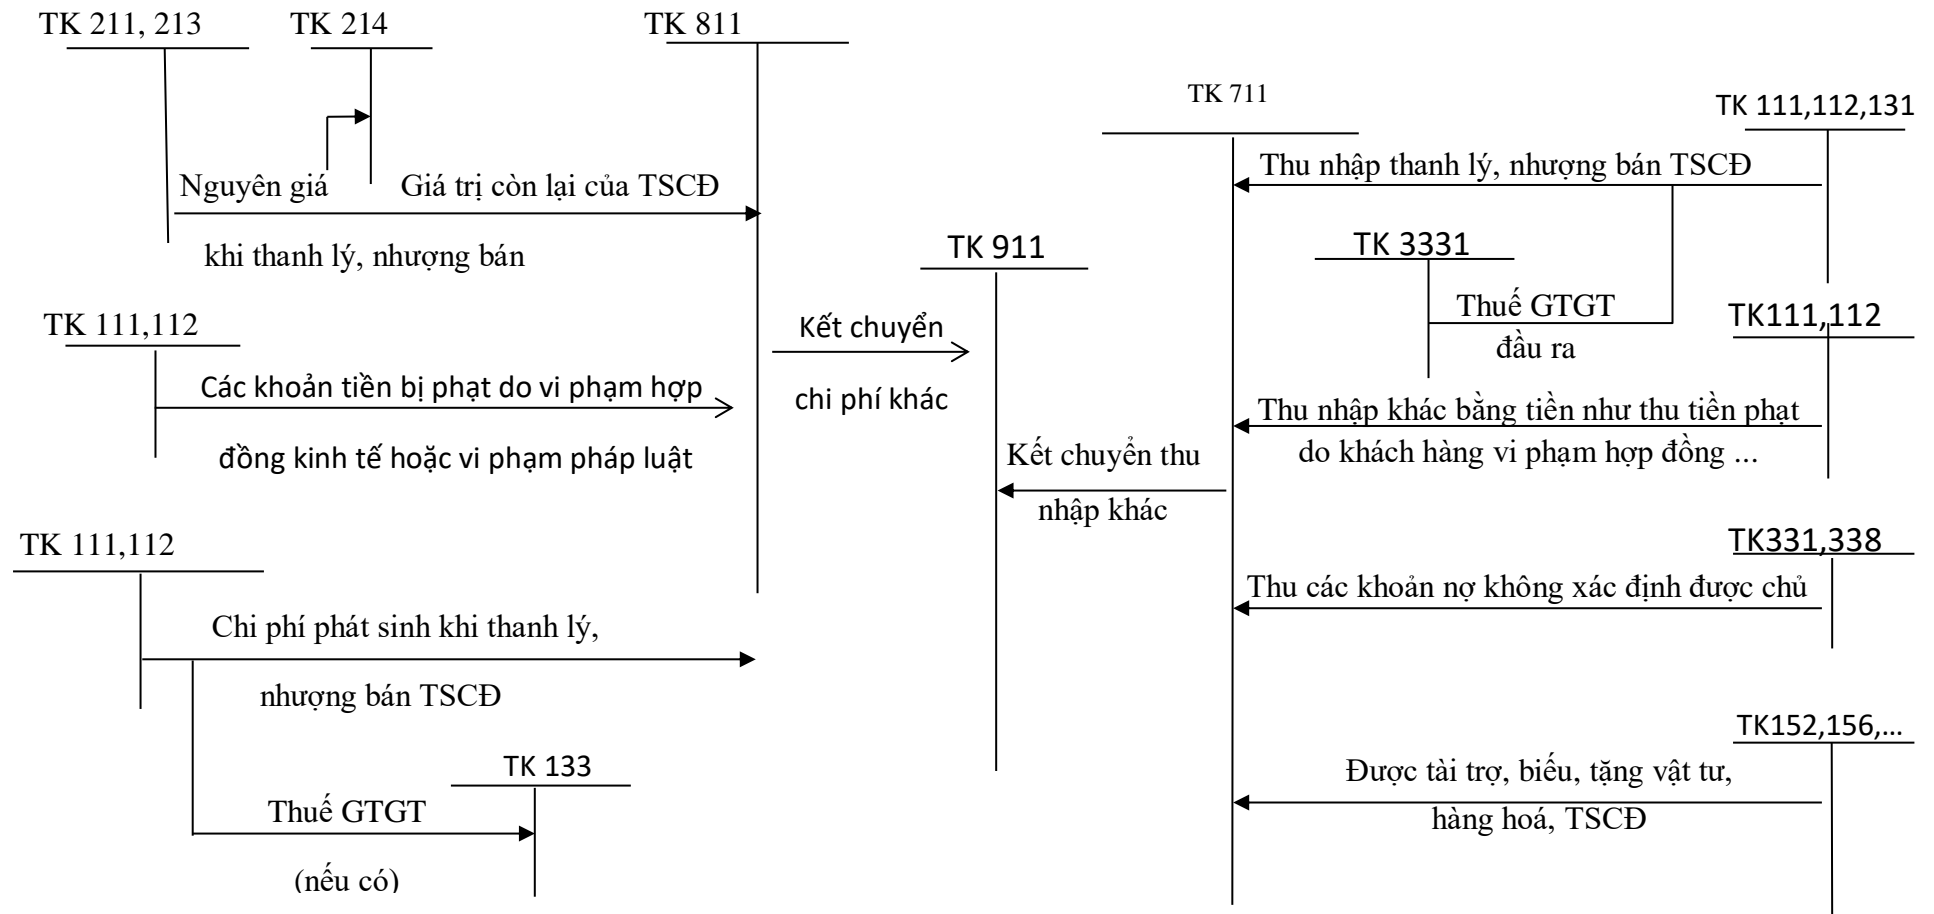 TK 211, 213
TK 214
TK 811
TK 711
TK 111,112,131
Nguyên giá
Giá trị còn lại của TSCĐ
khi thanh lý, nhượng bán
Thu nhập thanh lý, nhượng bán TSCĐ
TK 911
TK 3331
Thuế GTGT
đầu ra
TK 111,112
Các khoản tiền bị phạt do vi phạm hợp
đồng kinh tế hoặc vi phạm pháp luật
Kết chuyển
chi phí khác
TK111,112
Thu nhập khác bằng tiền như thu tiền phạt
do khách hàng vi phạm hợp đồng ...
Kết chuyển thu
nhập khác
TK 111,112
Chi phí phát sinh khi thanh lý,
nhượng bán TSCĐ
TK331,338
Thu các khoản nợ không xác định được chủ
TK 133
Thuế GTGT
(nếu có)
TK152,156,...
Được tài trợ, biếu, tặng vật tư,
hàng hoá, TSCĐ